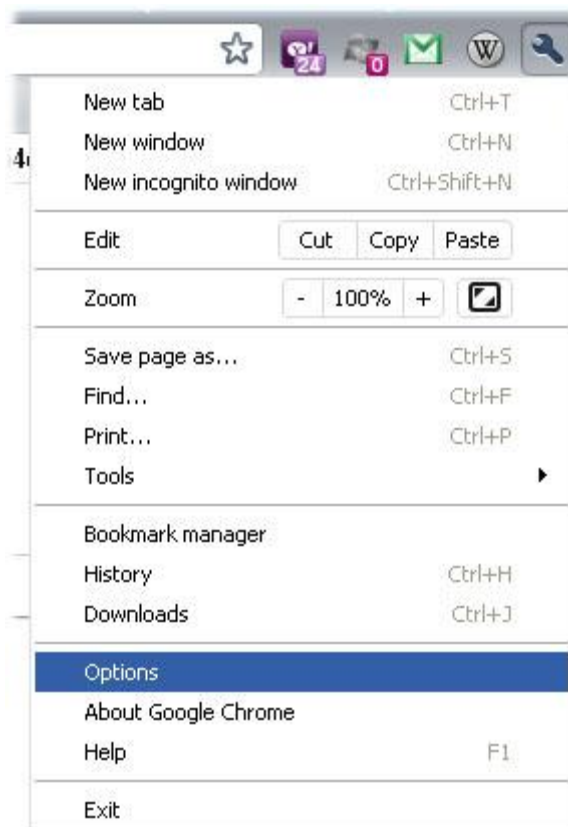 24
0
W
New tab Ctrl+T
New window Ctrl+N
New incognito window Ctrl+Shift+N
Edit Cut Copy Paste
Zoom - 100% +
Save page as... Ctrl+S
Find... Ctrl+F
Print... Ctrl+P
Tools
Bookmark manager
History Ctrl+H
Downloads Ctrl+J
Options
About Google Chrome
Help F1
Exit